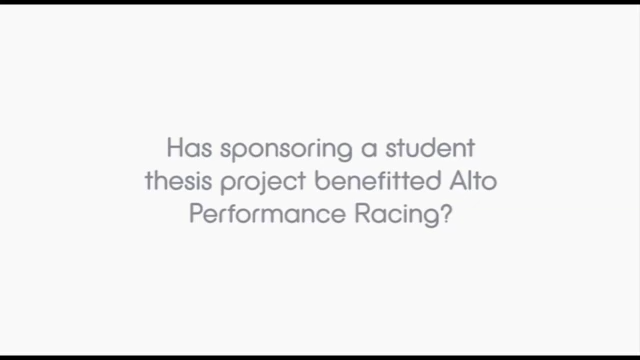 Has sponsoring a student
thesis project benefitted Alto
Performance Racing?